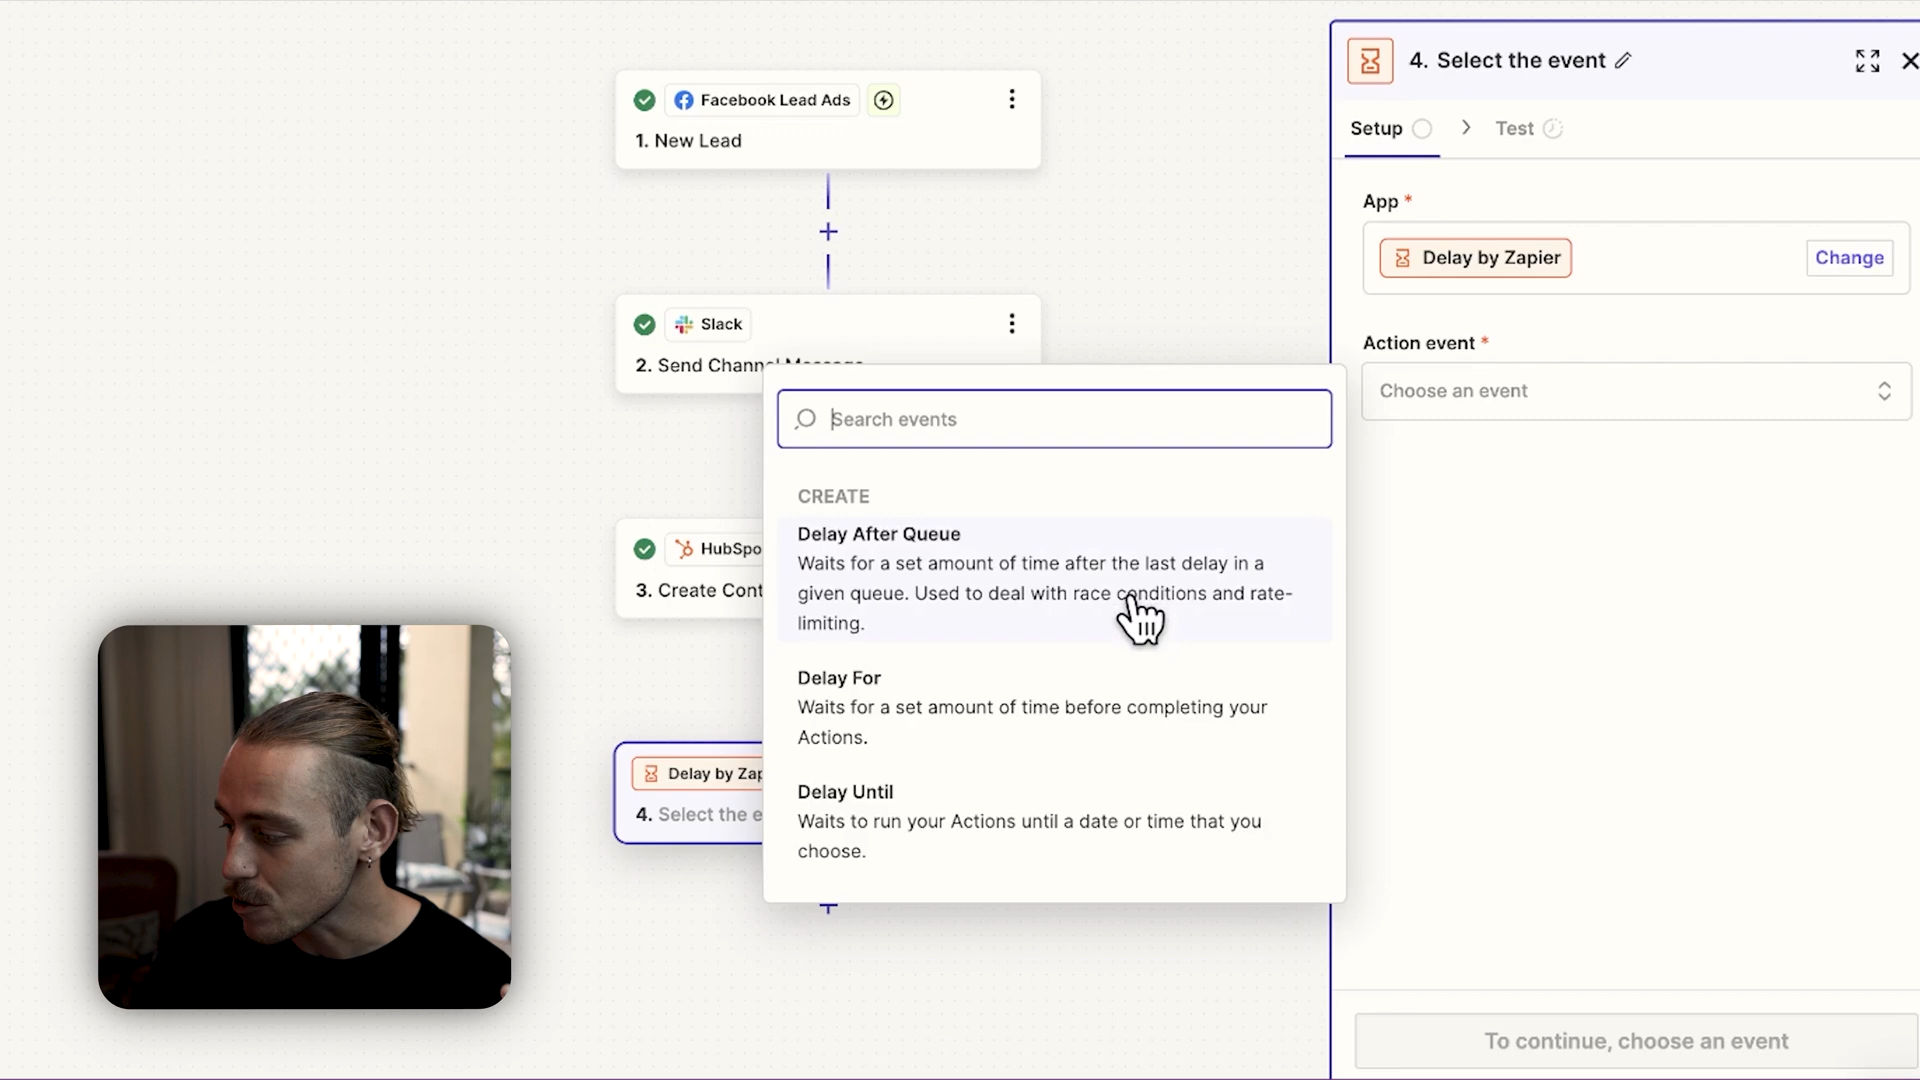 Facebook Lead Ads
1. New Lead
Slack
2. Send Channel Message
HubSpo
3. Create Cont
Delay by Zap
4. Select the e
Search events
CREATE
Delay After Queue
Waits for a set amount of time after the last delay in a
given queue. Used to deal with race conditions and rate-
limiting.
Delay For
Waits for a set amount of time before completing your
Actions.
Delay Until
Waits to run your Actions until a date or time that you
choose.
4. Select the event
Setup
Test
App *
Delay by Zapier
Change
Action event *
Choose an event
To continue, choose an event